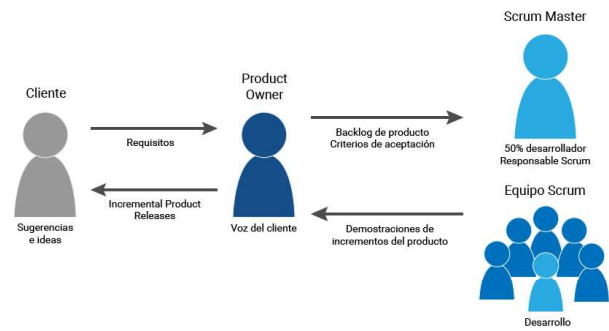 Scrum Master
Cliente
Product
Owner
Requisitos
Backlog de producto
Criterios de aceptación
50% desarrollador
Responsable Scrum
Equipo Scrum
Incremental Product
Releases
Sugerencias
e ideas
Voz del cliente
Demostraciones de
incrementos del producto
Desarrollo